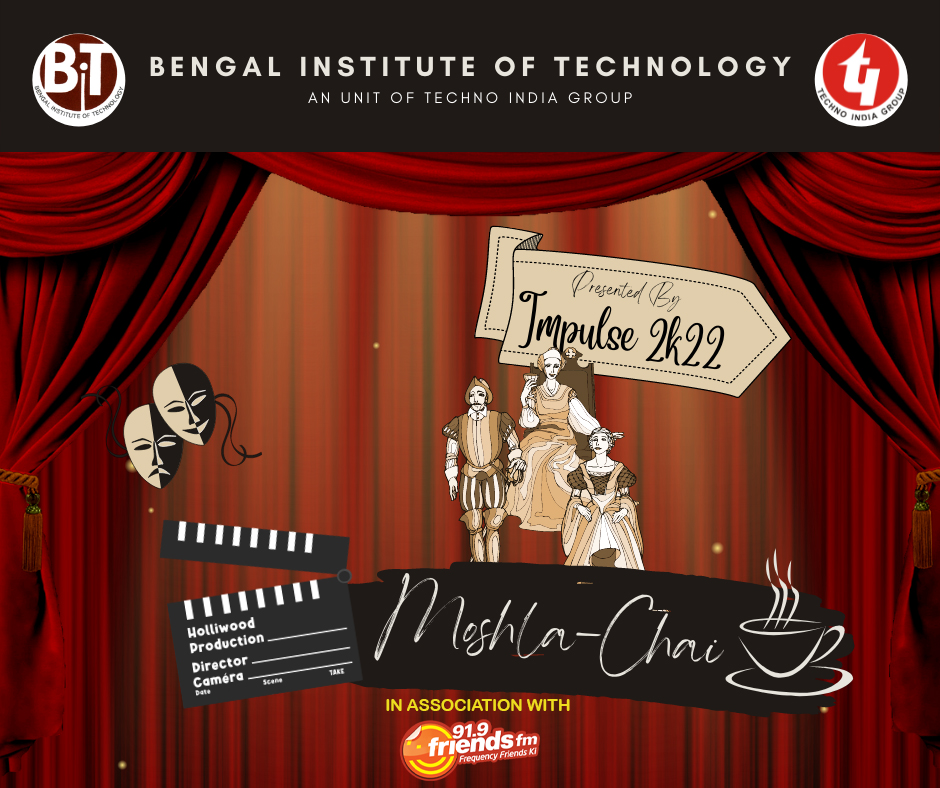 BiT
BENGAL INSTITUTE OF TECHNOLOGY
BENGAL INSTITUTE OF TECHNOLOGY
AN UNIT OF TECHNO INDIA GROUP
TECHNO INDIA GROUP
Presented By
Impulse 2k22
Holliwood
Production
Director
Caméra
Date
Scene
TAKE
Moshla-Chai
IN ASSOCIATION WITH
91.9
friends fm
Frequency Friends Ki